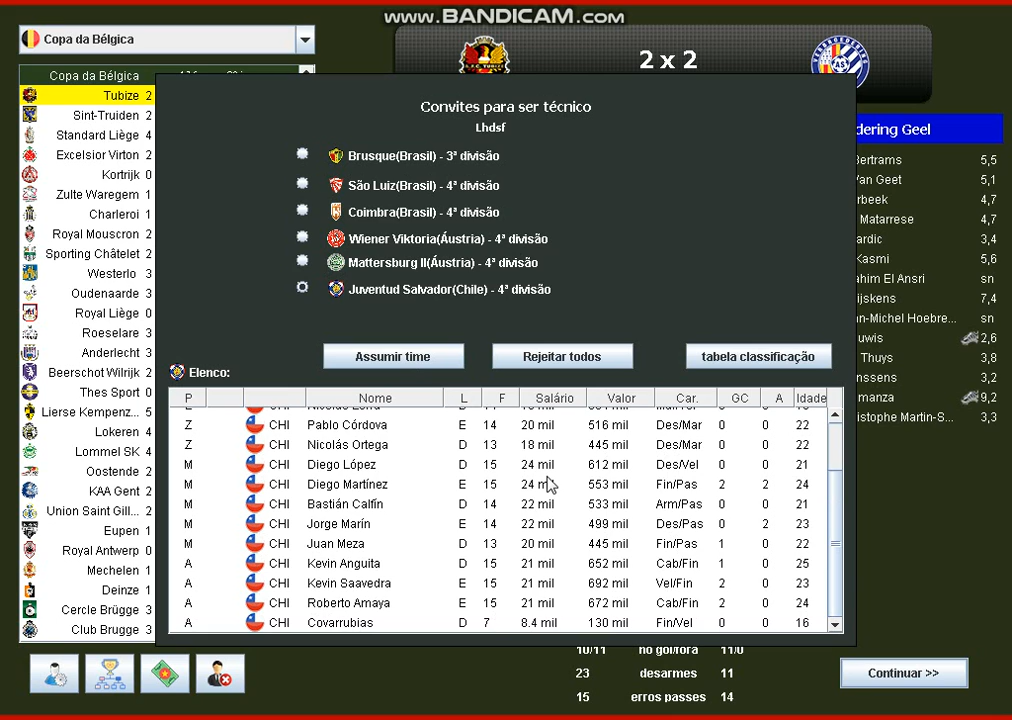 www.BANDICAM.com
Copa da Bélgica
2 x 2
Copa da Bélgica
Tubize 2
Sint-Truiden 2
Standard Liège 4
Excelsior Virton 2
Kortrijk 0
Zulte Waregem 1
Charleroi 1
Royal Mouscron 2
Sporting Châtelet 2
Westerlo 3
Oudenaarde 3
Royal Liège 0
Roeselare 3
Anderlecht 3
Beerschot Wilrijk 2
Thes Sport 0
Lierse Kempenz... 5
Lokeren 4
Lommel SK 4
Oostende 2
KAA Gent 2
Union Saint Gill... 2
Eupen 1
Royal Antwerp 0
Mechelen 1
Deinze 1
Cercle Brügge 3
Club Brugge 3
Convites para ser técnico
Lhdsf
Brusque(Brasil) - 3ª divisão
São Luiz(Brasil) - 4ª divisão
Coimbra(Brasil) - 4ª divisão
Wiener Viktoria(Áustria) - 4ª divisão
Mattersburg II(Áustria) - 4ª divisão
Juventud Salvador(Chile) - 4ª divisão
Assumir time Rejeitar todos tabela classificação
Elenco:
P Nome L F Salário Valor Car. GC A Idade
Z CHI Pablo Córdova E 14 20 mil 516 mil Des/Mar 0 0 22
Z CHI Nicolás Ortega D 13 18 mil 445 mil Des/Mar 0 0 22
M CHI Diego López D 15 24 mil 612 mil Des/Vel 0 0 21
M CHI Diego Martínez E 15 24 mil 553 mil Fin/Pas 2 2 24
M CHI Bastián Calfín D 14 22 mil 533 mil Arm/Pas 0 0 21
M CHI Jorge Marín E 14 22 mil 499 mil Des/Pas 0 2 23
M CHI Juan Meza D 13 20 mil 445 mil Fin/Pas 1 0 22
A CHI Kevin Anguita D 15 21 mil 652 mil Cab/Fin 1 0 25
A CHI Kevin Saavedra E 15 21 mil 692 mil Vel/Fin 2 0 23
A CHI Roberto Amaya E 15 21 mil 672 mil Cab/Fin 2 0 24
A CHI Covarrubias D 7 8.4 mil 130 mil Fin/Vel 0 0 16
dering Geel
Bertrams 5,5
Van Geet 5,1
rbeek 4,7
Matarrese 4,7
ardic 3,4
Kasmi 5,6
ahim El Ansri sn
ijskens 7,4
an-Michel Hoebre... sn
uwis 2,6
Thuys 3,8
nssens 3,2
manza 9,2
istophe Martin-S... 3,3
10/11 no gol/fora 11/0
23 desarmes 11
15 erros passes 14
Continuar >>